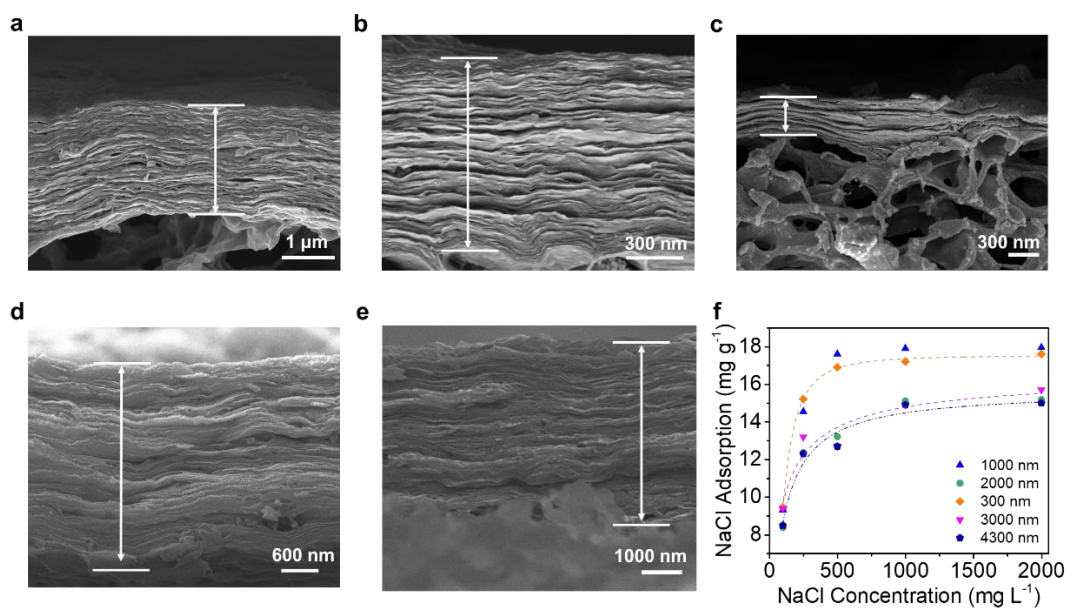 a
b
c
1 μm
300 nm
300 nm
d
e
f
600 nm
1000 nm
NaCl Adsorption (mg g⁻¹)
18
16
14
12
10
8
1000 nm
2000 nm
300 nm
3000 nm
4300 nm
0 500 1000 1500 2000
NaCl Concentration (mg L⁻¹)